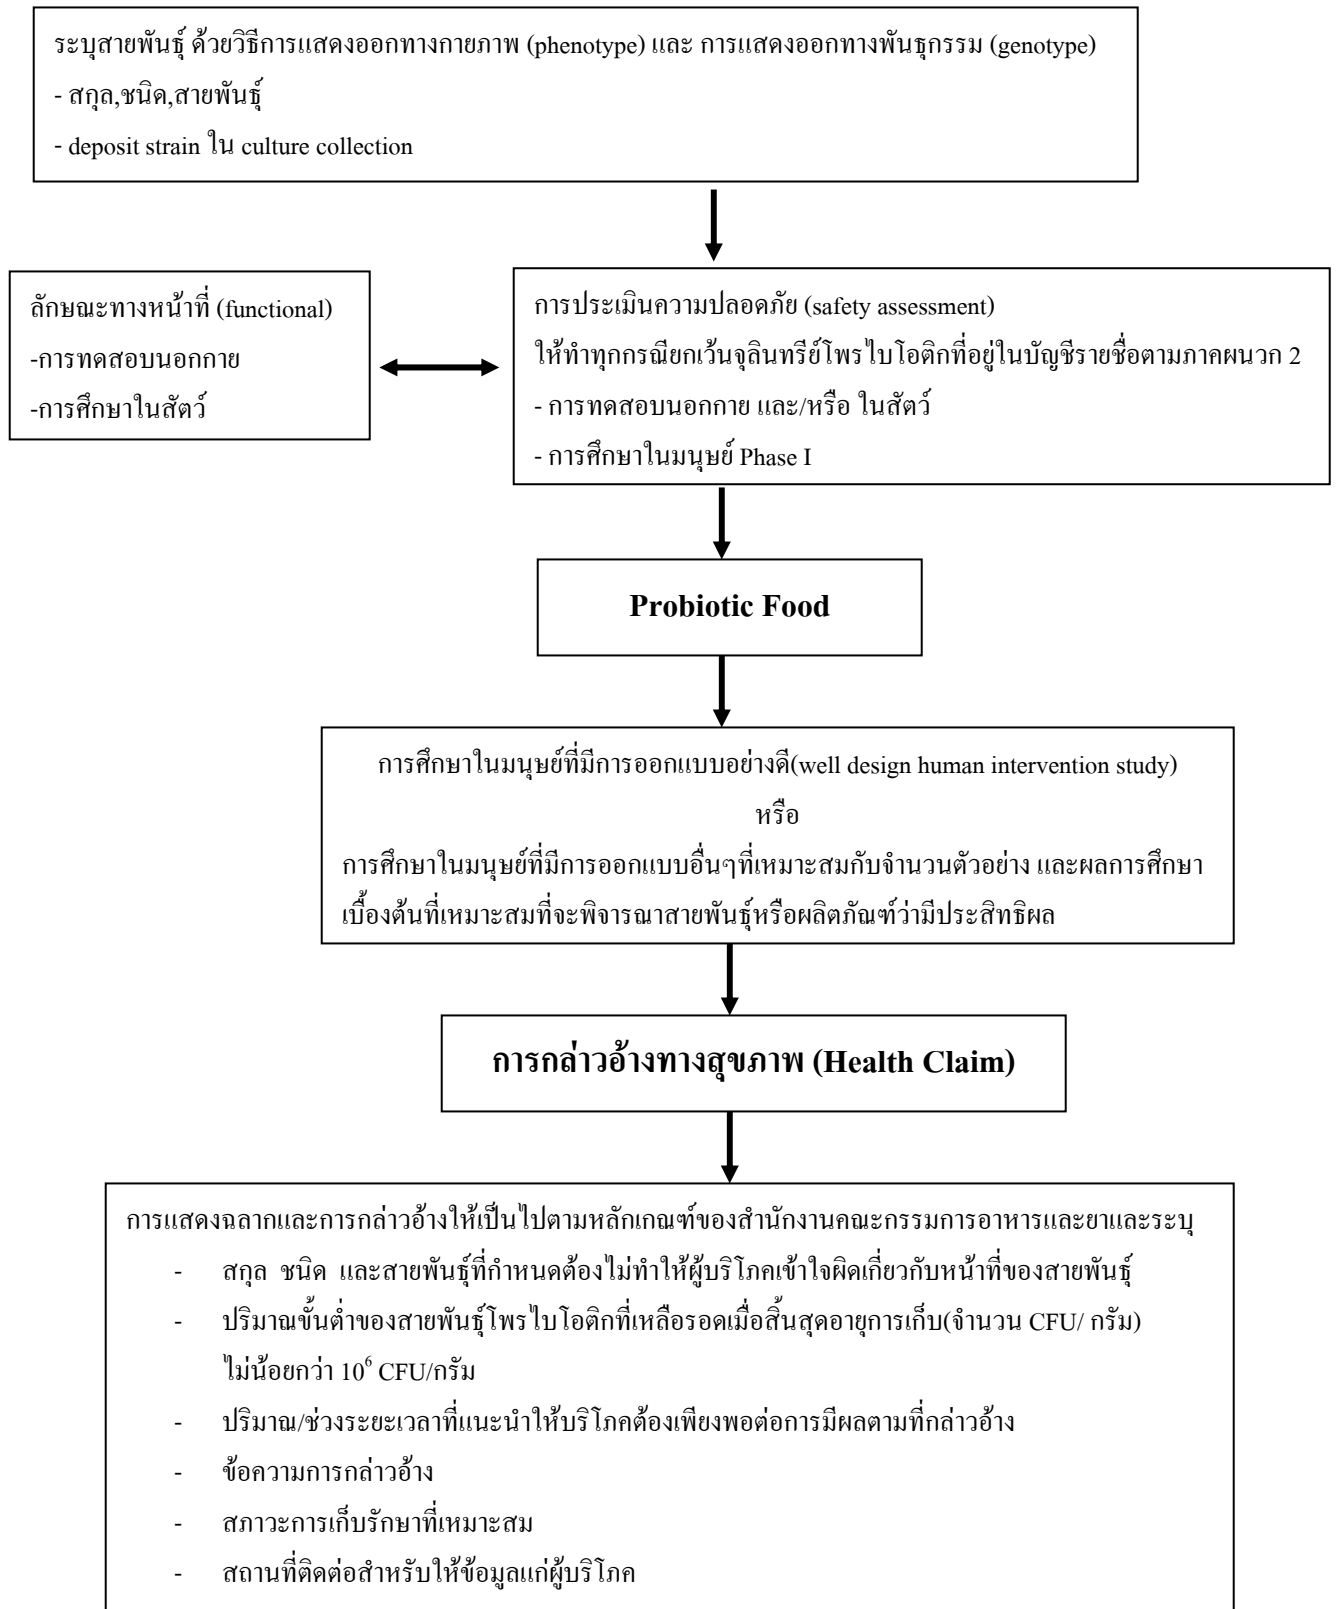 ระบุสายพันธุ์ ด้วยวิธีการแสดงออกทางกายภาพ (phenotype) และ การแสดงออกทางพันธุกรรม (genotype)
- สกุล,ชนิด,สายพันธุ์
- deposit strain ใน culture collection
ลักษณะทางหน้าที่ (functional)
-การทดสอบนอกกาย
-การศึกษาในสัตว์
การประเมินความปลอดภัย (safety assessment)
ให้ทำทุกกรณียกเว้นจุลินทรีย์โพรไบโอติกที่อยู่ในบัญชีรายชื่อตามภาคผนวก 2
- การทดสอบนอกกาย และ/หรือ ในสัตว์
- การศึกษาในมนุษย์ Phase I
Probiotic Food
การศึกษาในมนุษย์ที่มีการออกแบบอย่างดี(well design human intervention study)
หรือ
การศึกษาในมนุษย์ที่มีการออกแบบอื่นๆที่เหมาะสมกับจำนวนตัวอย่าง และผลการศึกษา
เบื้องต้นที่เหมาะสมที่จะพิจารณาสายพันธุ์หรือผลิตภัณฑ์ว่ามีประสิทธิผล
การกล่าวอ้างทางสุขภาพ (Health Claim)
การแสดงฉลากและการกล่าวอ้างให้เป็นไปตามหลักเกณฑ์ของสำนักงานคณะกรรมการอาหารและยาและระบุ
- สกุล ชนิด และสายพันธุ์ที่กำหนดต้องไม่ทำให้ผู้บริโภคเข้าใจผิดเกี่ยวกับหน้าที่ของสายพันธุ์
- ปริมาณขั้นต่ำของสายพันธุ์โพรไบโอติกที่เหลือรอดเมื่อสิ้นสุดอายุการเก็บ(จำนวน CFU/ กรัม)
ไม่น้อยกว่า 10⁶ CFU/กรัม
- ปริมาณ/ช่วงระยะเวลาที่แนะนำให้บริโภคต้องเพียงพอต่อการมีผลตามที่กล่าวอ้าง
- ข้อความการกล่าวอ้าง
- สภาวะการเก็บรักษาที่เหมาะสม
- สถานที่ติดต่อสำหรับให้ข้อมูลแก่ผู้บริโภค